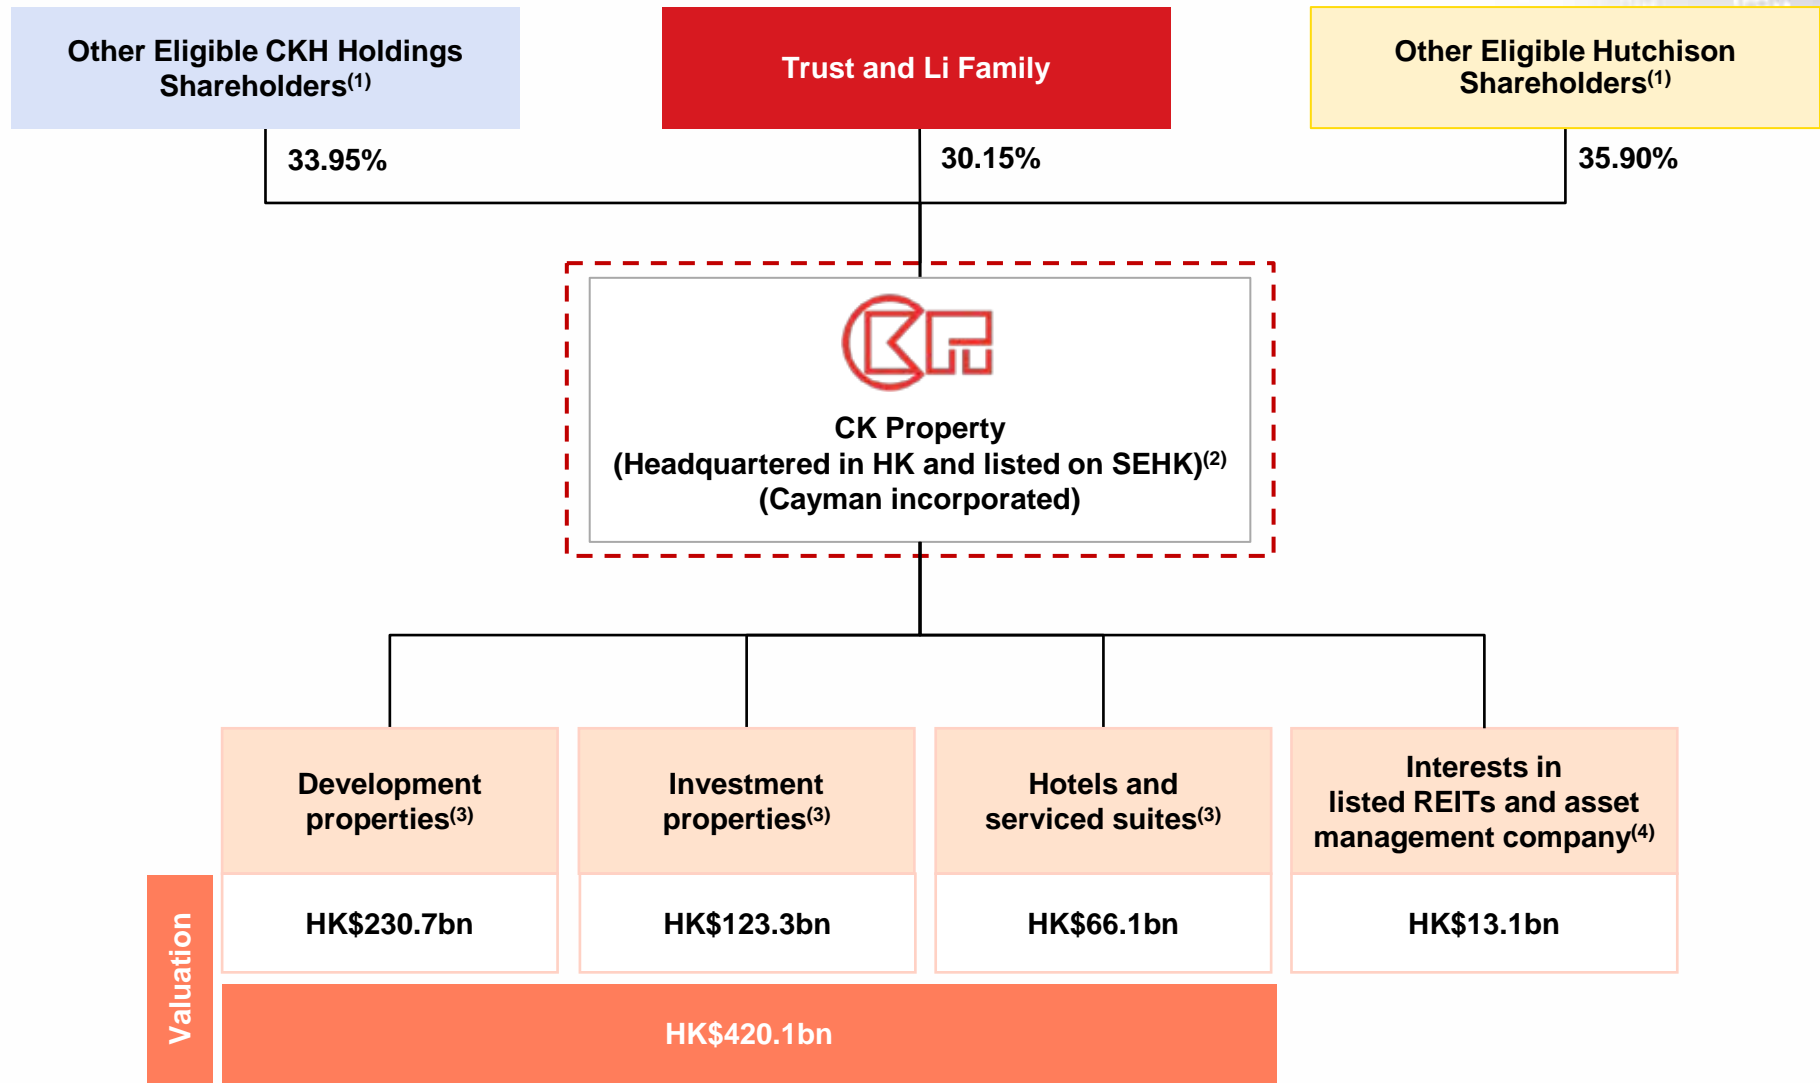 Other Eligible CKH Holdings
Shareholders(1)
Trust and Li Family
Other Eligible Hutchison
Shareholders(1)
33.95%
30.15%
35.90%
CK Property
(Headquartered in HK and listed on SEHK)(2)
(Cayman incorporated)
Development
properties(3)
Investment
properties(3)
Hotels and
serviced suites(3)
Interests in
listed REITs and asset
management company(4)
Valuation
HK$230.7bn
HK$123.3bn
HK$66.1bn
HK$13.1bn
HK$420.1bn